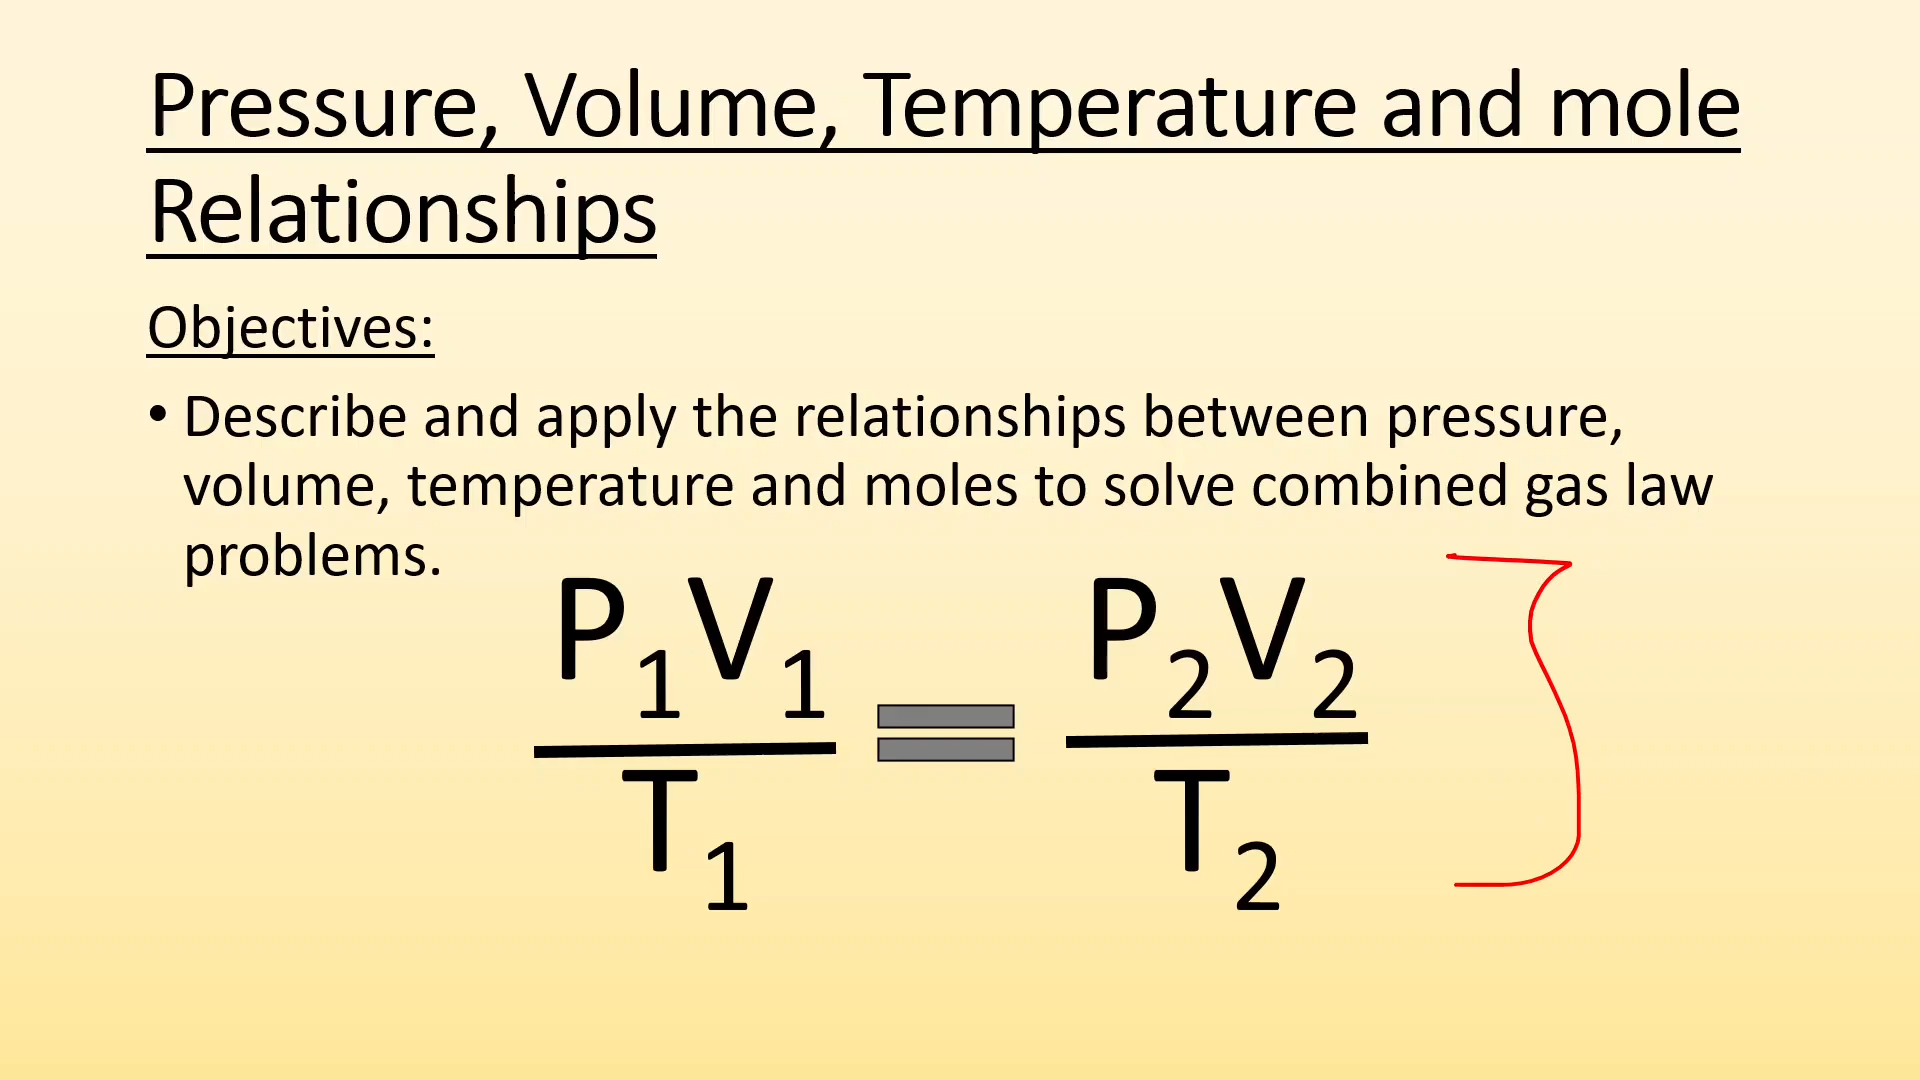 Pressure, Volume, Temperature and mole
Relationships
Objectives:
• Describe and apply the relationships between pressure,
volume, temperature and moles to solve combined gas law
problems.
P₁V₁ = P₂V₂
T₁ T₂